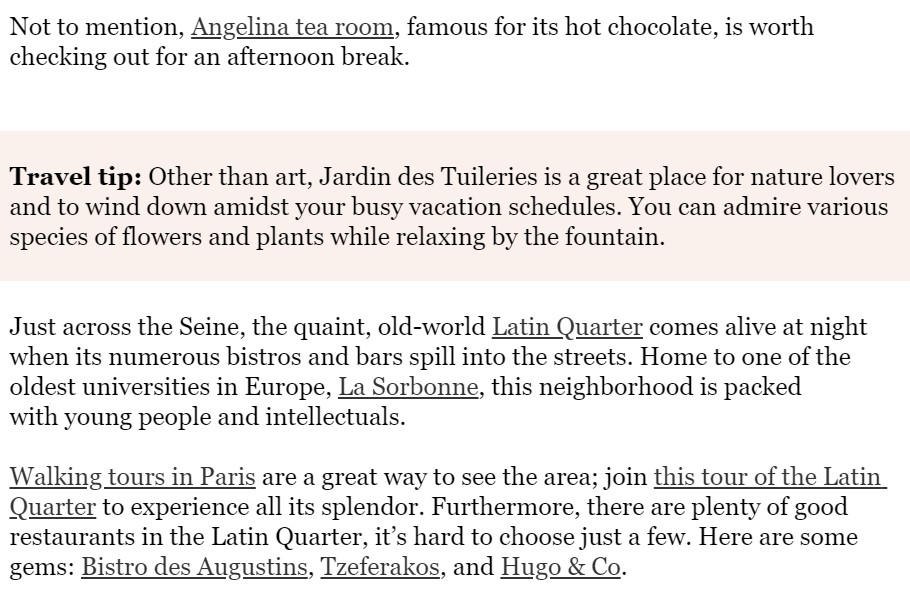 Not to mention, Angelina tea room, famous for its hot chocolate, is worth
checking out for an afternoon break.
Travel tip: Other than art, Jardin des Tuileries is a great place for nature lovers
and to wind down amidst your busy vacation schedules. You can admire various
species of flowers and plants while relaxing by the fountain.
Just across the Seine, the quaint, old-world Latin Quarter comes alive at night
when its numerous bistros and bars spill into the streets. Home to one of the
oldest universities in Europe, La Sorbonne, this neighborhood is packed
with young people and intellectuals.
Walking tours in Paris are a great way to see the area; join this tour of the Latin
Quarter to experience all its splendor. Furthermore, there are plenty of good
restaurants in the Latin Quarter, it’s hard to choose just a few. Here are some
gems: Bistro des Augustins, Tzeferakos, and Hugo & Co.